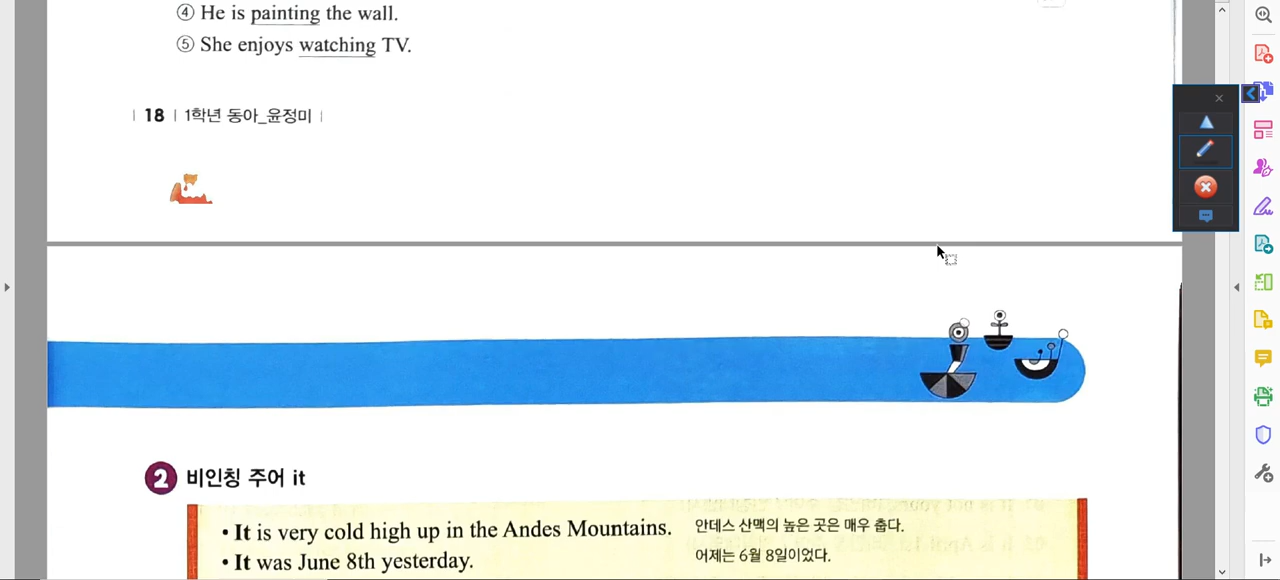 ④ He is painting the wall.
⑤ She enjoys watching TV.
| 18 | 1학년 동아_윤정미 |
2 비인칭 주어 it
• It is very cold high up in the Andes Mountains. 안데스 산맥의 높은 곳은 매우 춥다.
• It was June 8th yesterday. 어제는 6월 8일이었다.